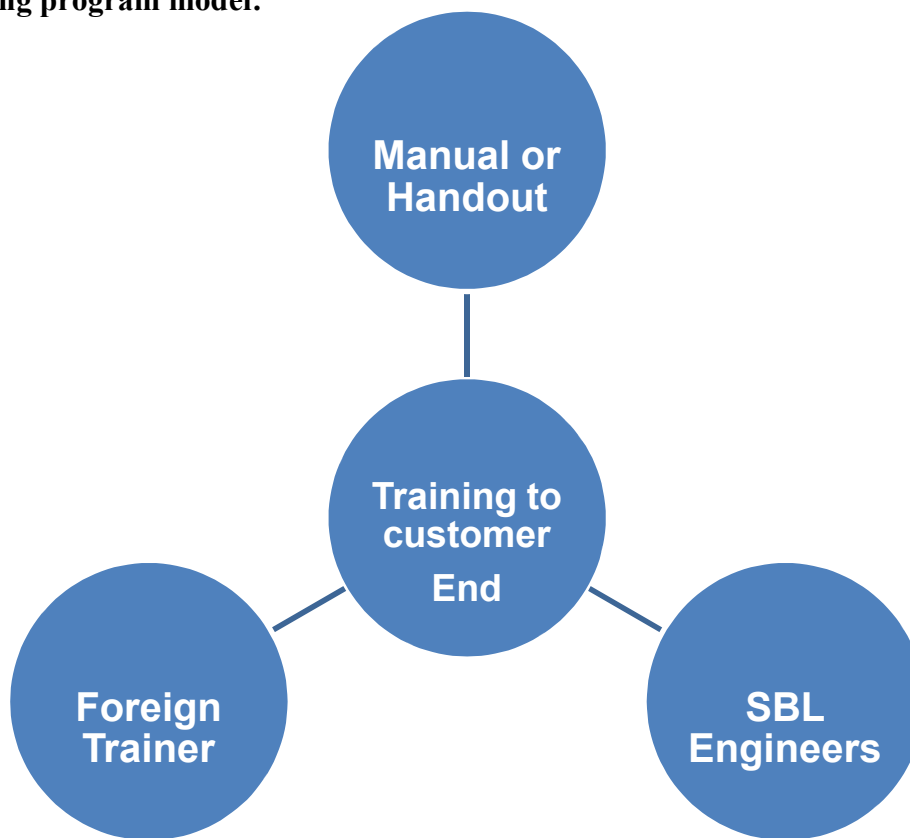 ng program model.
Manual or
Handout
Training to
customer
End
Foreign
Trainer
SBL
Engineers